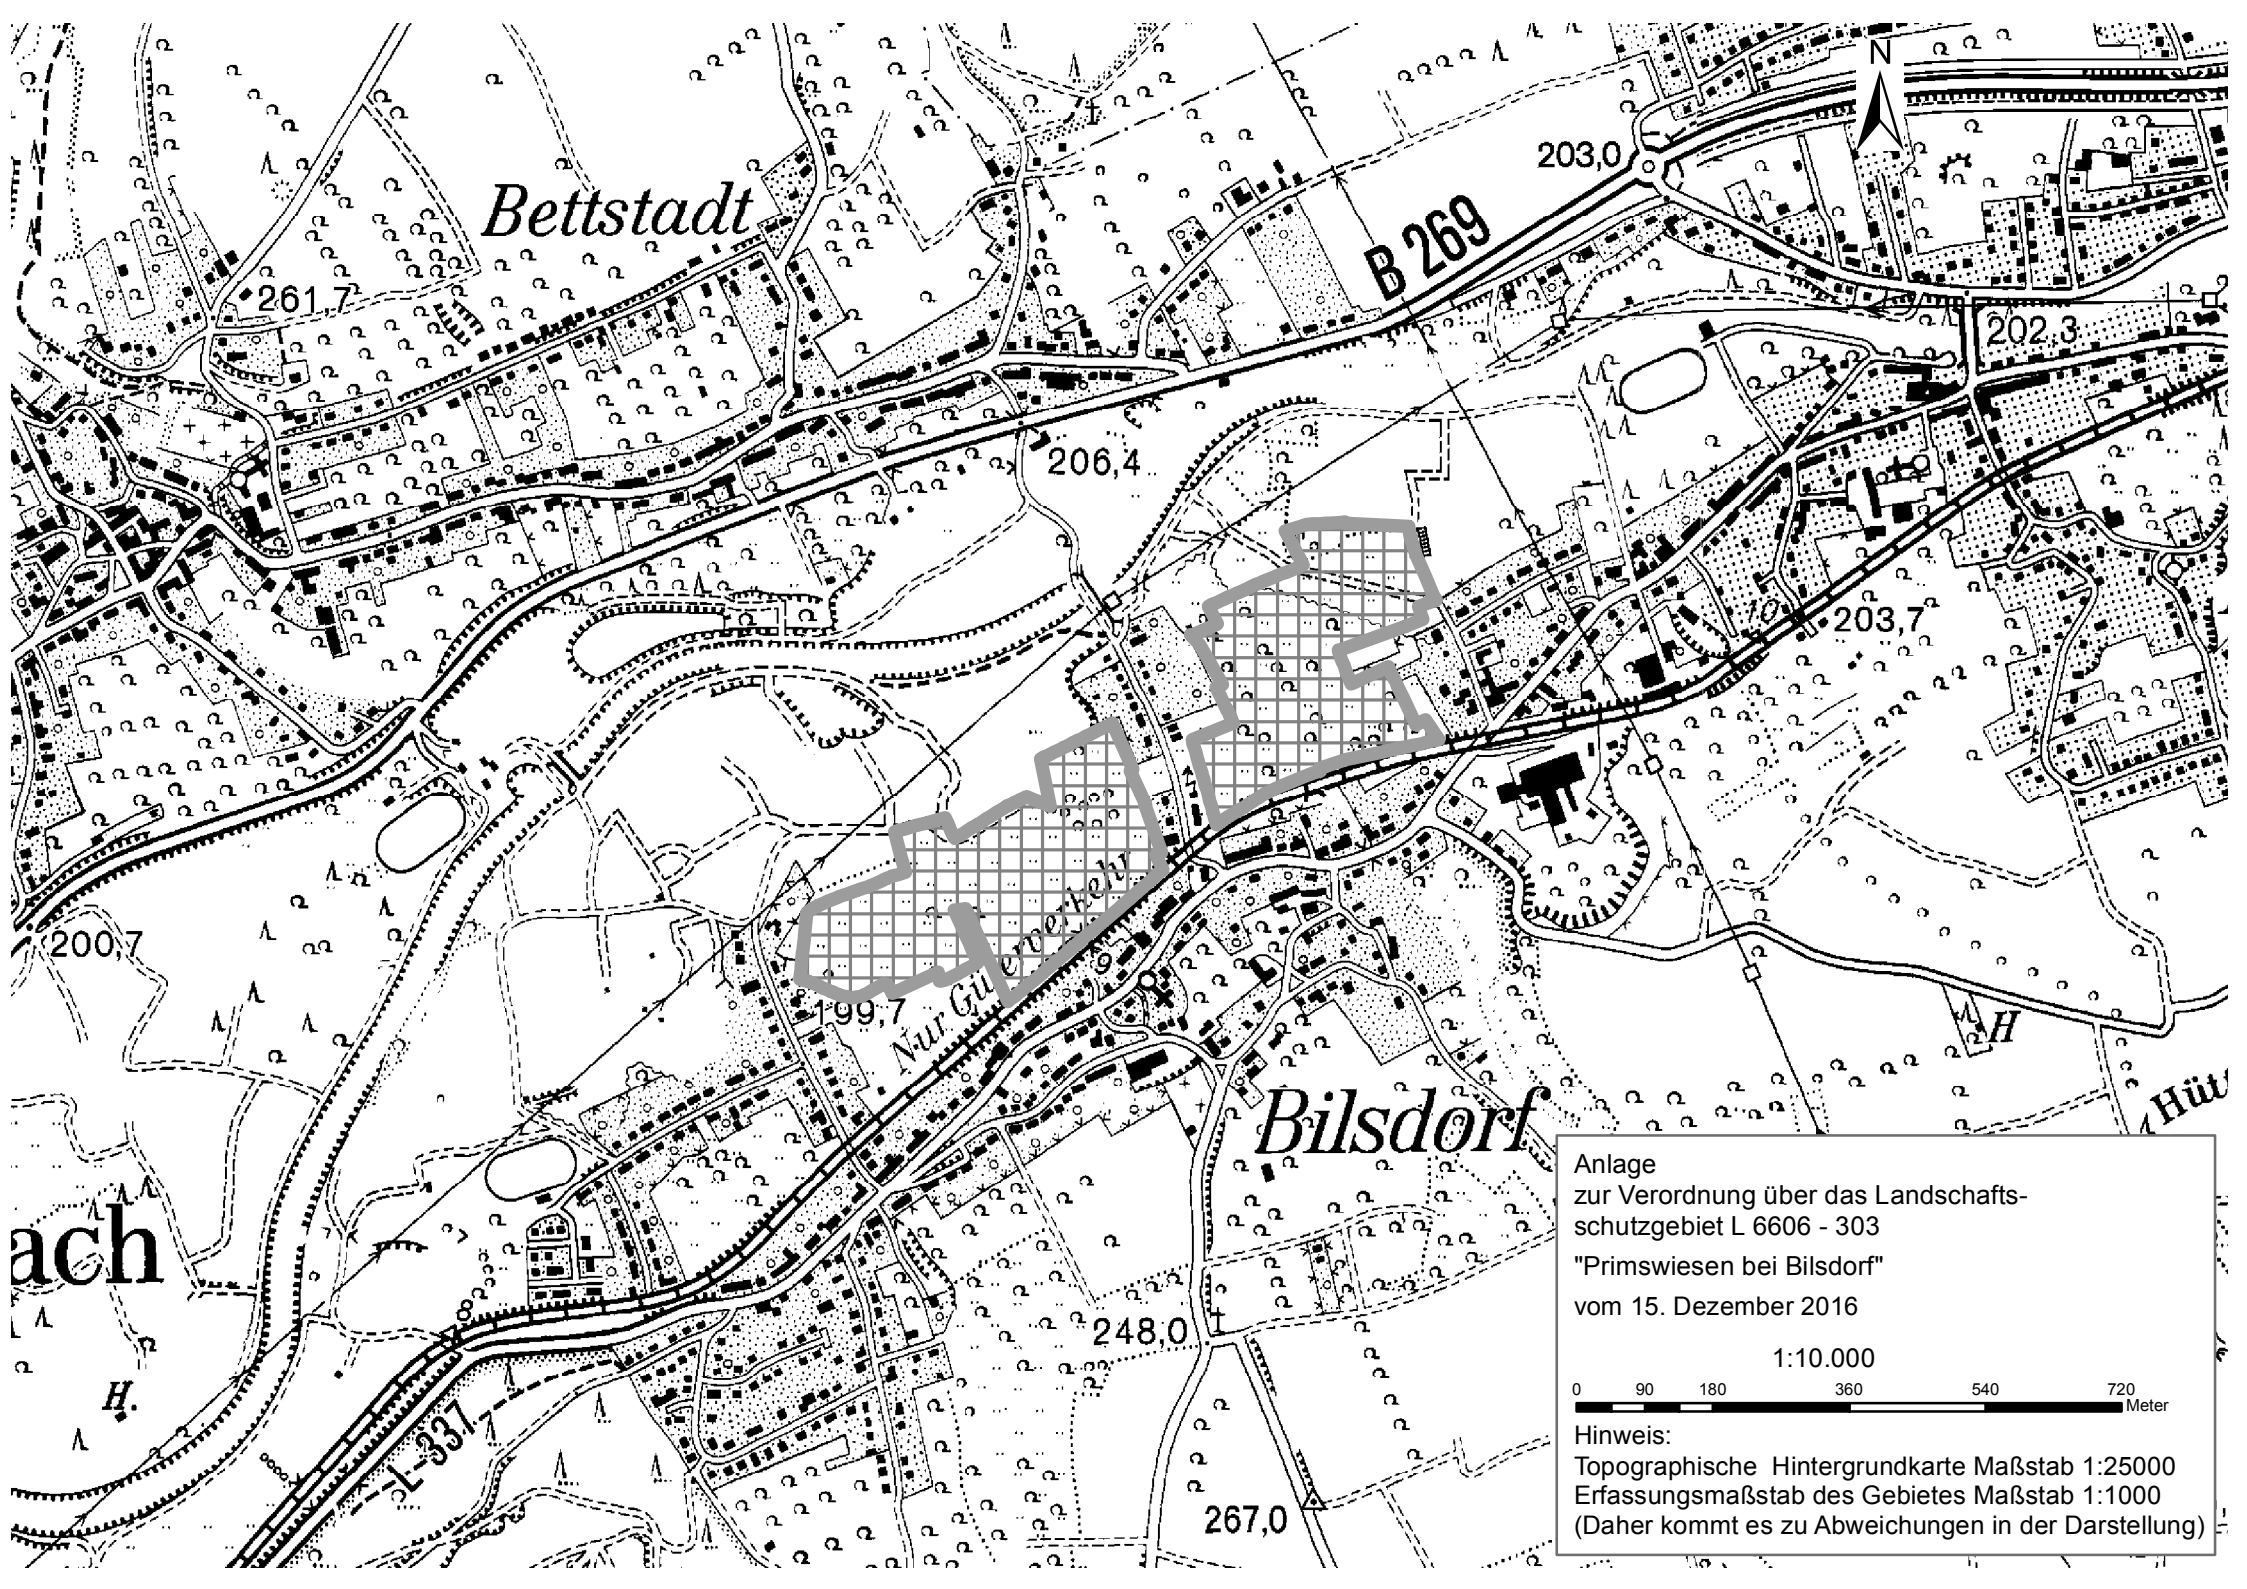 N
203,0
Bettstadt
B 269
261,7
202,3
206,4
10
203,7
200,7
Nur Güterverkehr
9
199,7
H
Bilsdorf
Hütt
ach
8
248,0
H.
L 337
267,0
Anlage
zur Verordnung über das Landschafts-
schutzgebiet L 6606 - 303
"Primswiesen bei Bilsdorf"
vom 15. Dezember 2016
1:10.000
0 90 180 360 540 720
Meter
Hinweis:
Topographische Hintergrundkarte Maßstab 1:25000
Erfassungsmaßstab des Gebietes Maßstab 1:1000
(Daher kommt es zu Abweichungen in der Darstellung)